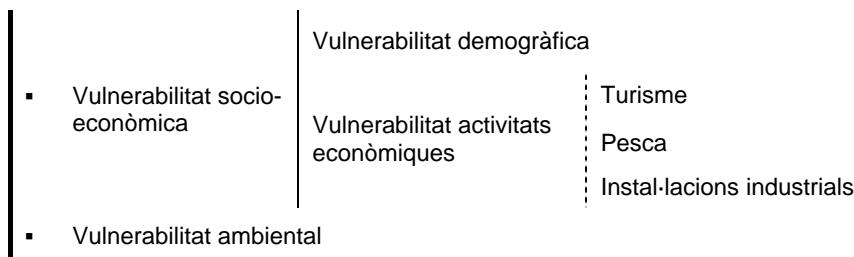 Vulnerabilitat demogràfica
▪ Vulnerabilitat socio-
econòmica
Vulnerabilitat activitats
econòmiques
Turisme
Pesca
Instal·lacions industrials
▪ Vulnerabilitat ambiental